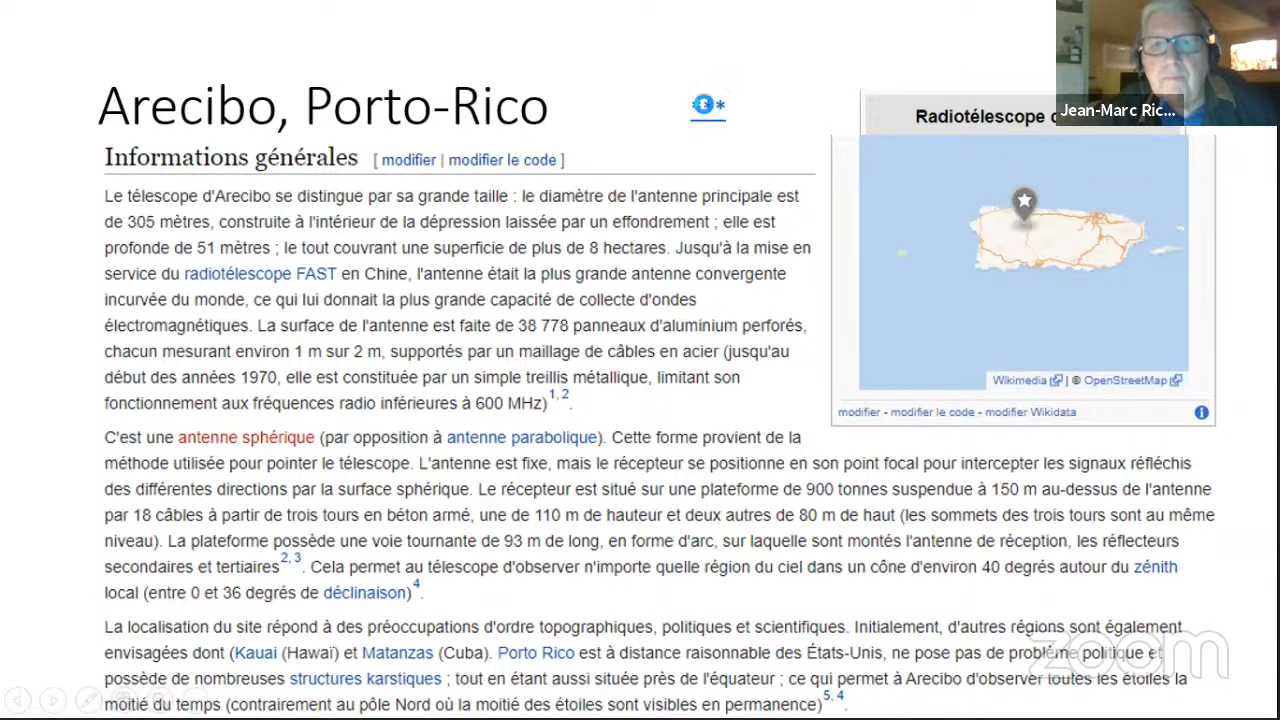 Jean-Marc Ric...
Arecibo, Porto-Rico
Radiotélescope
Informations générales [ modifier | modifier le code ]
Le télescope d'Arecibo se distingue par sa grande taille : le diamètre de l'antenne principale est
de 305 mètres, construite à l'intérieur de la dépression laissée par un effondrement ; elle est
profonde de 51 mètres ; le tout couvrant une superficie de plus de 8 hectares. Jusqu'à la mise en
service du radiotélescope FAST en Chine, l'antenne était la plus grande antenne convergente
incurvée du monde, ce qui lui donnait la plus grande capacité de collecte d'ondes
électromagnétiques. La surface de l'antenne est faite de 38 778 panneaux d'aluminium perforés,
chacun mesurant environ 1 m sur 2 m, supportés par un maillage de câbles en acier (jusqu'au
début des années 1970, elle est constituée par un simple treillis métallique, limitant son
fonctionnement aux fréquences radio inférieures à 600 MHz)1, 2.
Wikimedia | © OpenStreetMap
modifier - modifier le code - modifier Wikidata
C'est une antenne sphérique (par opposition à antenne parabolique). Cette forme provient de la
méthode utilisée pour pointer le télescope. L'antenne est fixe, mais le récepteur se positionne en son point focal pour intercepter les signaux réfléchis
des différentes directions par la surface sphérique. Le récepteur est situé sur une plateforme de 900 tonnes suspendue à 150 m au-dessus de l'antenne
par 18 câbles à partir de trois tours en béton armé, une de 110 m de hauteur et deux autres de 80 m de haut (les sommets des trois tours sont au même
niveau). La plateforme possède une voie tournante de 93 m de long, en forme d'arc, sur laquelle sont montés l'antenne de réception, les réflecteurs
secondaires et tertiaires2, 3. Cela permet au télescope d'observer n'importe quelle région du ciel dans un cône d'environ 40 degrés autour du zénith
local (entre 0 et 36 degrés de déclinaison)4.
La localisation du site répond à des préoccupations d'ordre topographiques, politiques et scientifiques. Initialement, d'autres régions sont également
envisagées dont (Kauai (Hawaï) et Matanzas (Cuba). Porto Rico est à distance raisonnable des États-Unis, ne pose pas de problème politique et
possède de nombreuses structures karstiques ; tout en étant aussi située près de l'équateur ; ce qui permet à Arecibo d'observer toutes les étoiles la
moitié du temps (contrairement au pôle Nord où la moitié des étoiles sont visibles en permanence)5, 4.
zoom